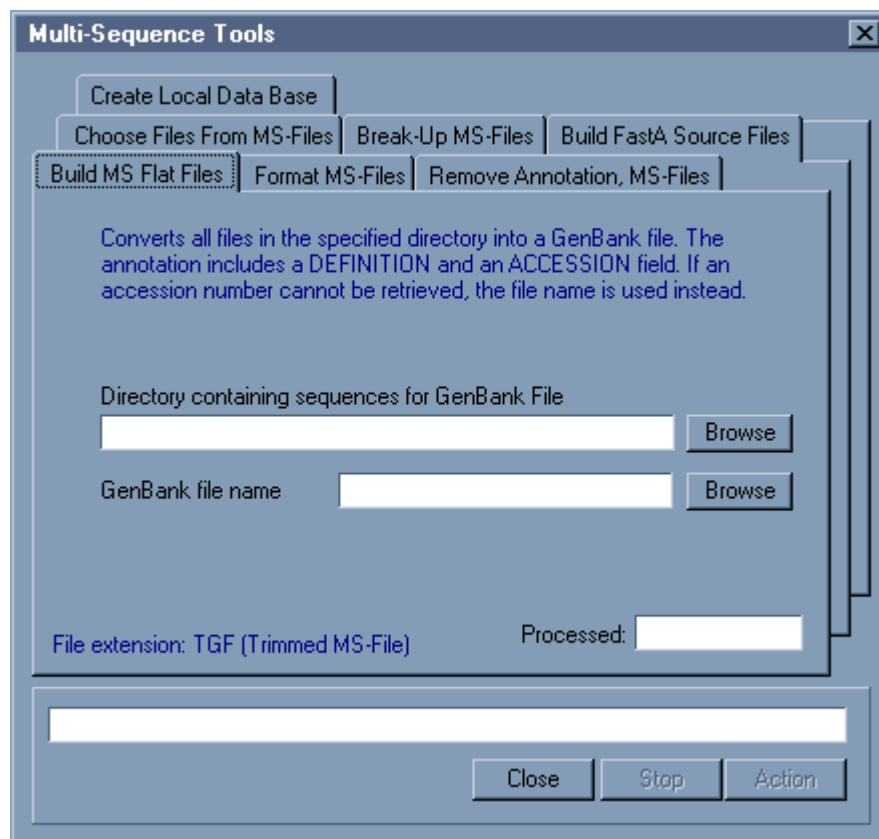 Multi-Sequence Tools
Create Local Data Base
Choose Files From MS-Files
Break-Up MS-Files
Build FastA Source Files
Build MS Flat Files
Format MS-Files
Remove Annotation, MS-Files
Converts all files in the specified directory into a GenBank file. The
annotation includes a DEFINITION and an ACCESSION field. If an
accession number cannot be retrieved, the file name is used instead.
Directory containing sequences for GenBank File
Browse
GenBank file name
Browse
File extension: TGF (Trimmed MS-File)
Processed:
Close
Stop
Action